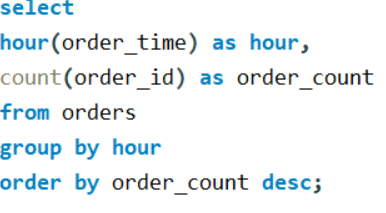 select
hour(order_time) as hour,
count(order_id) as order_count
from orders
group by hour
order by order_count desc;